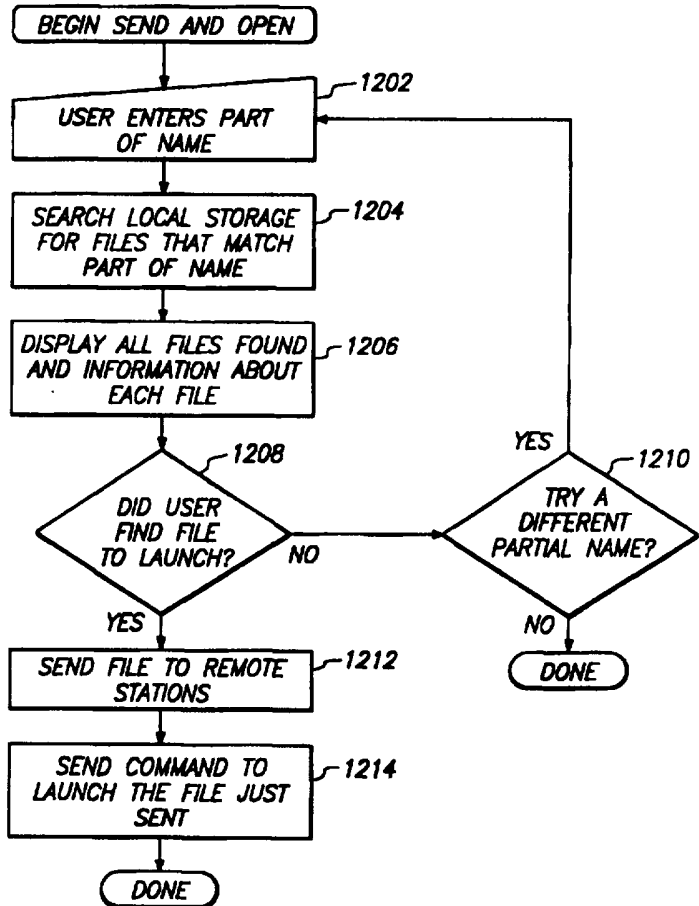 BEGIN SEND AND OPEN
1202
USER ENTERS PART
OF NAME
1204
SEARCH LOCAL STORAGE
FOR FILES THAT MATCH
PART OF NAME
1206
DISPLAY ALL FILES FOUND
AND INFORMATION ABOUT
EACH FILE
1208
DID USER
FIND FILE
TO LAUNCH?
NO
YES
1210
TRY A
DIFFERENT
PARTIAL NAME?
YES
NO
DONE
1212
SEND FILE TO REMOTE
STATIONS
1214
SEND COMMAND TO
LAUNCH THE FILE JUST
SENT
DONE